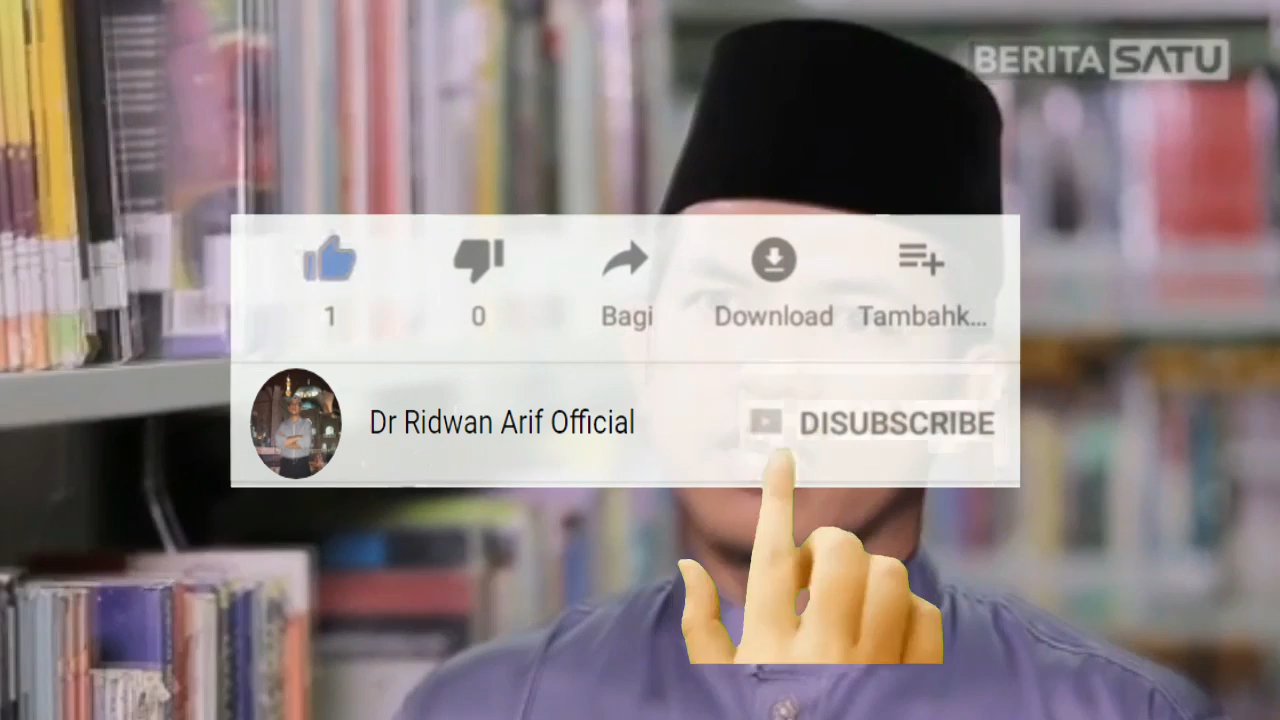 BERITA SATU
1
0
Bagi
Download
Tambahk...
Dr Ridwan Arif Official
DISUBSCRIBE